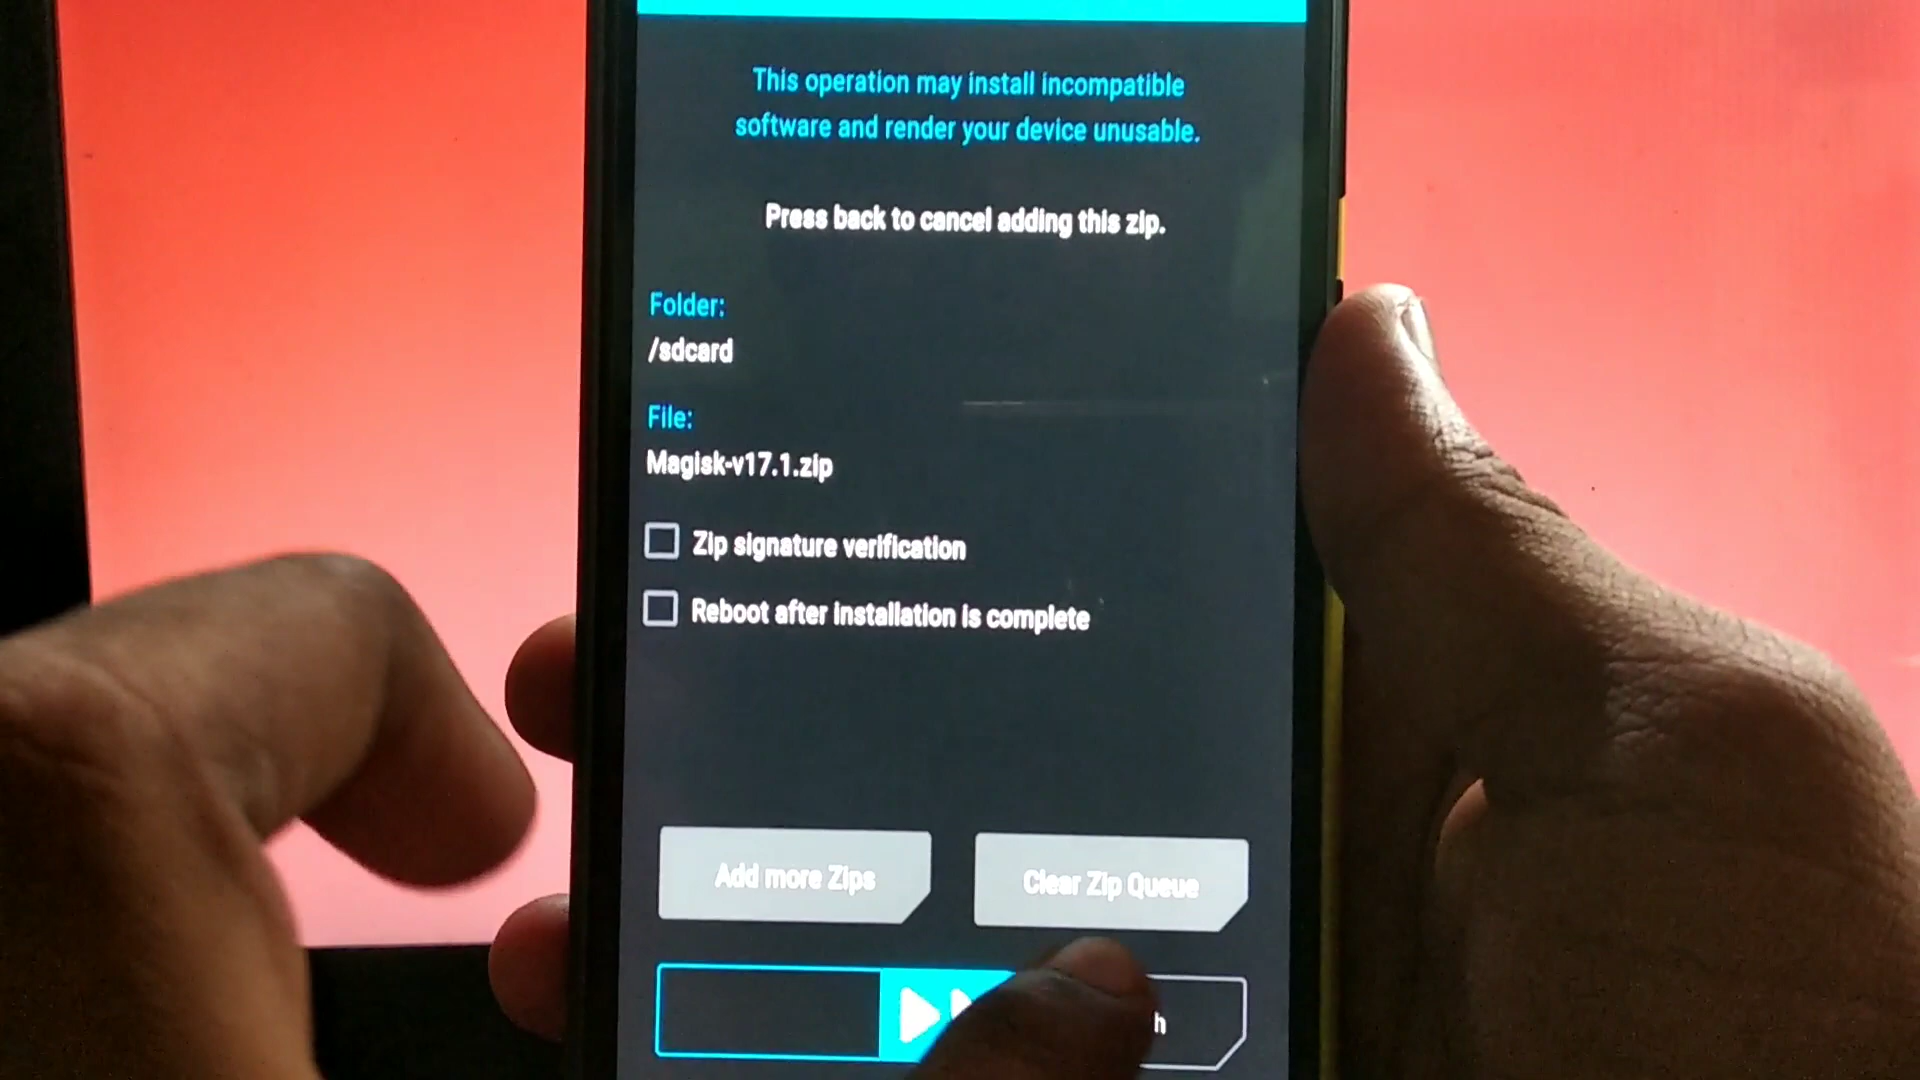 This operation may install incompatible
software and render your device unusable.
Press back to cancel adding this zip.
Folder:
/sdcard
File:
Magisk-v17.1.zip
Zip signature verification
Reboot after installation is complete
Add more Zips
Clear Zip Queue